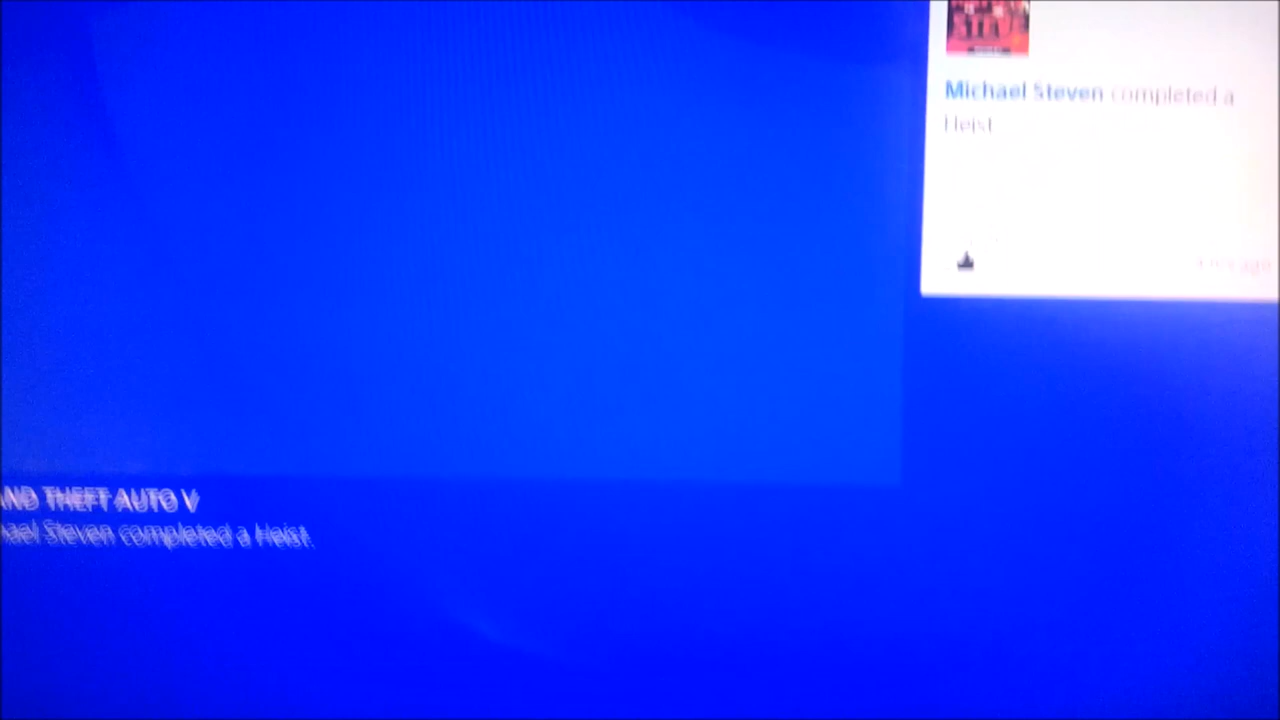 Michael Steven completed a
Heist
AND THEFT AUTO V
hael Steven completed a Heist.